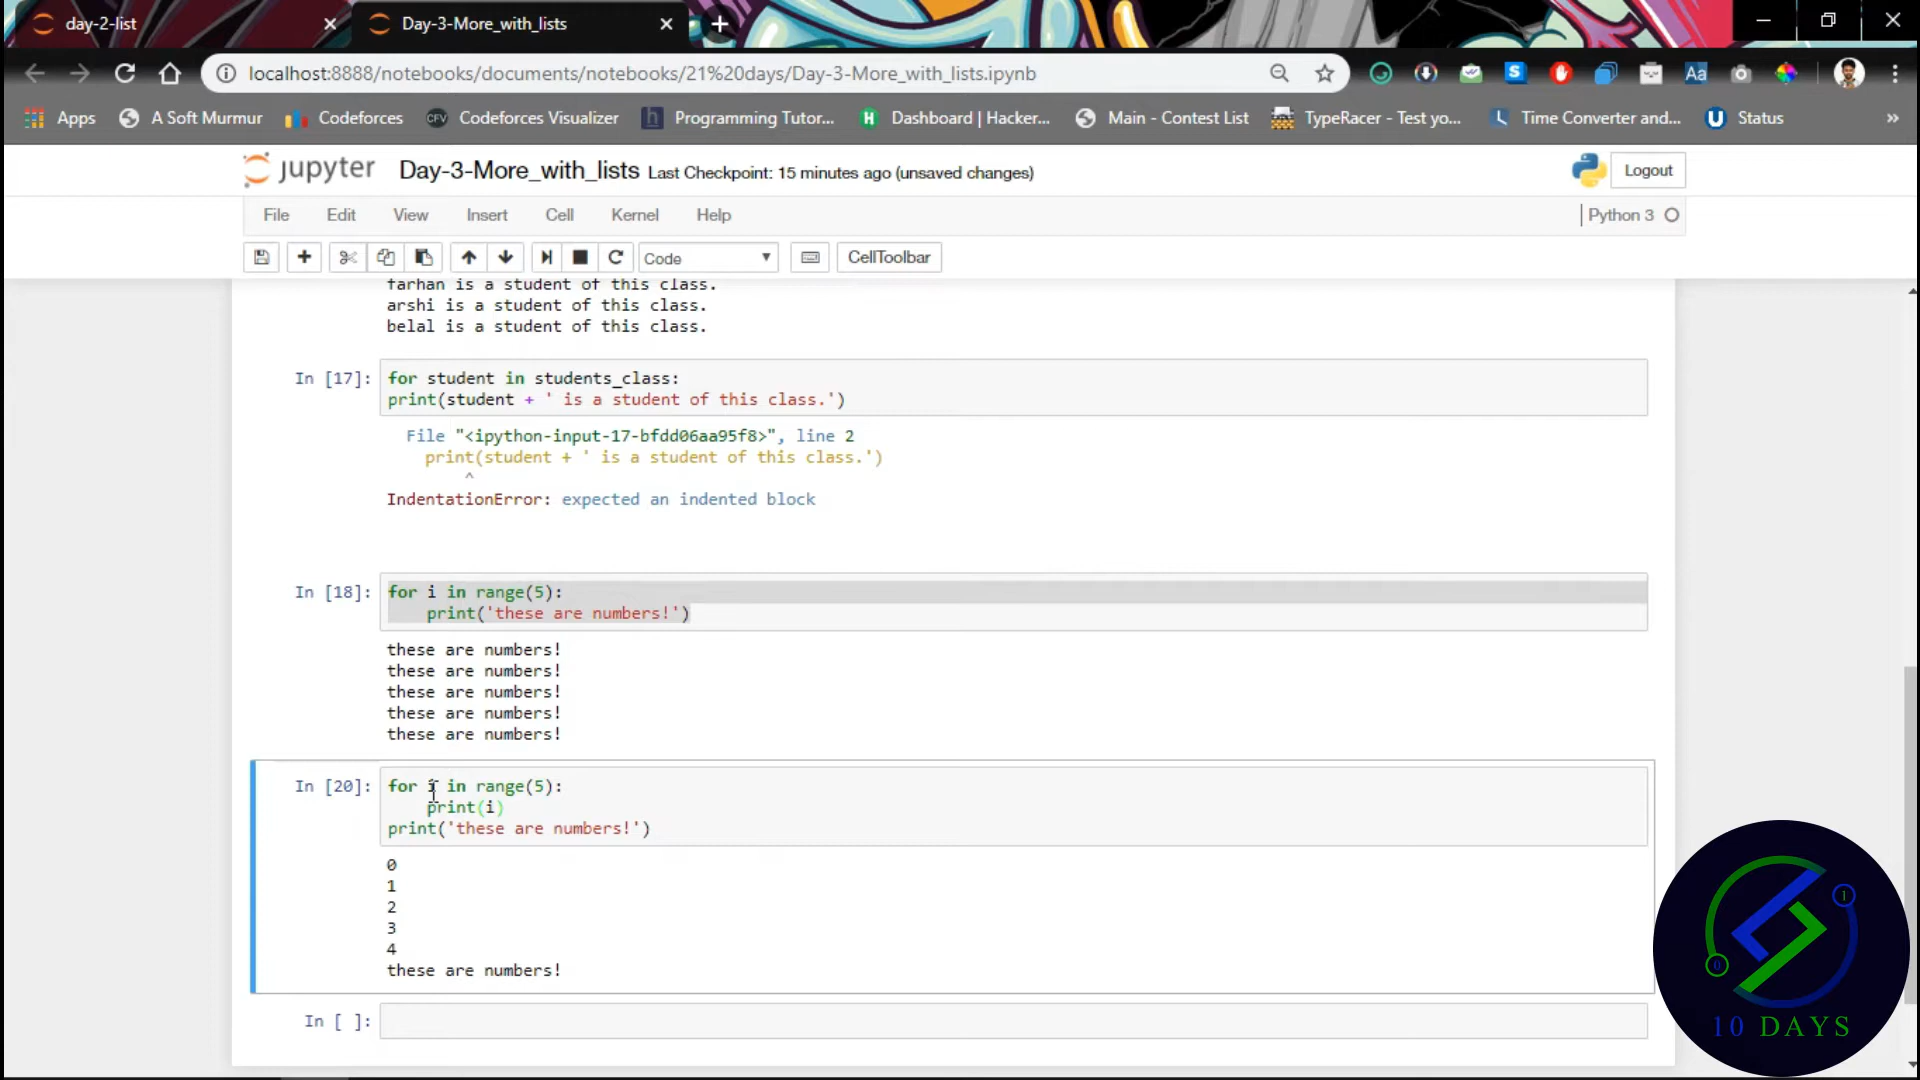 day-2-list
Day-3-More_with_lists
localhost:8888/notebooks/documents/notebooks/21%20days/Day-3-More_with_lists.ipynb
Apps A Soft Murmur Codeforces CFV Codeforces Visualizer h Programming Tutor... H Dashboard | Hacker... Main - Contest List TypeRacer - Test yo... Time Converter and... U Status »
jupyter Day-3-More_with_lists Last Checkpoint: 15 minutes ago (unsaved changes) Logout
File Edit View Insert Cell Kernel Help Python 3
Code CellToolbar
farhan is a student of this class.
arshi is a student of this class.
belal is a student of this class.
In [17]: for student in students_class:
print(student + ' is a student of this class.')
File "<ipython-input-17-bfdd06aa95f8>", line 2
print(student + ' is a student of this class.')
^
IndentationError: expected an indented block
In [18]: for i in range(5):
print('these are numbers!')
these are numbers!
these are numbers!
these are numbers!
these are numbers!
these are numbers!
In [20]: for i in range(5):
print(i)
print('these are numbers!')
0
1
2
3
4
these are numbers!
In [ ]:
1
0
10 DAYS